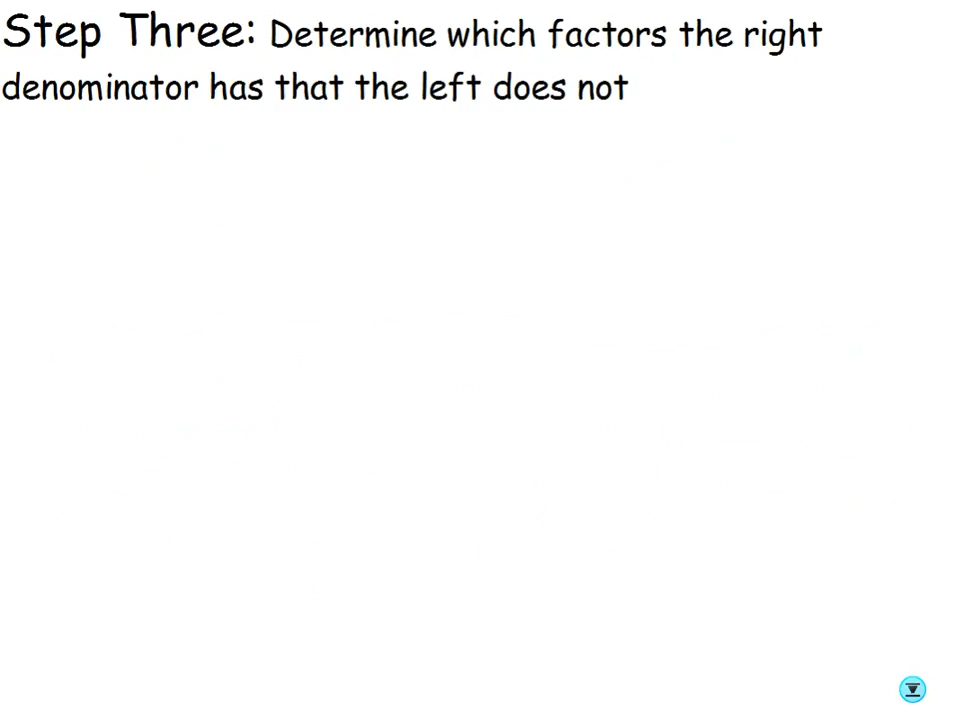 Step Three: Determine which factors the right
denominator has that the left does not